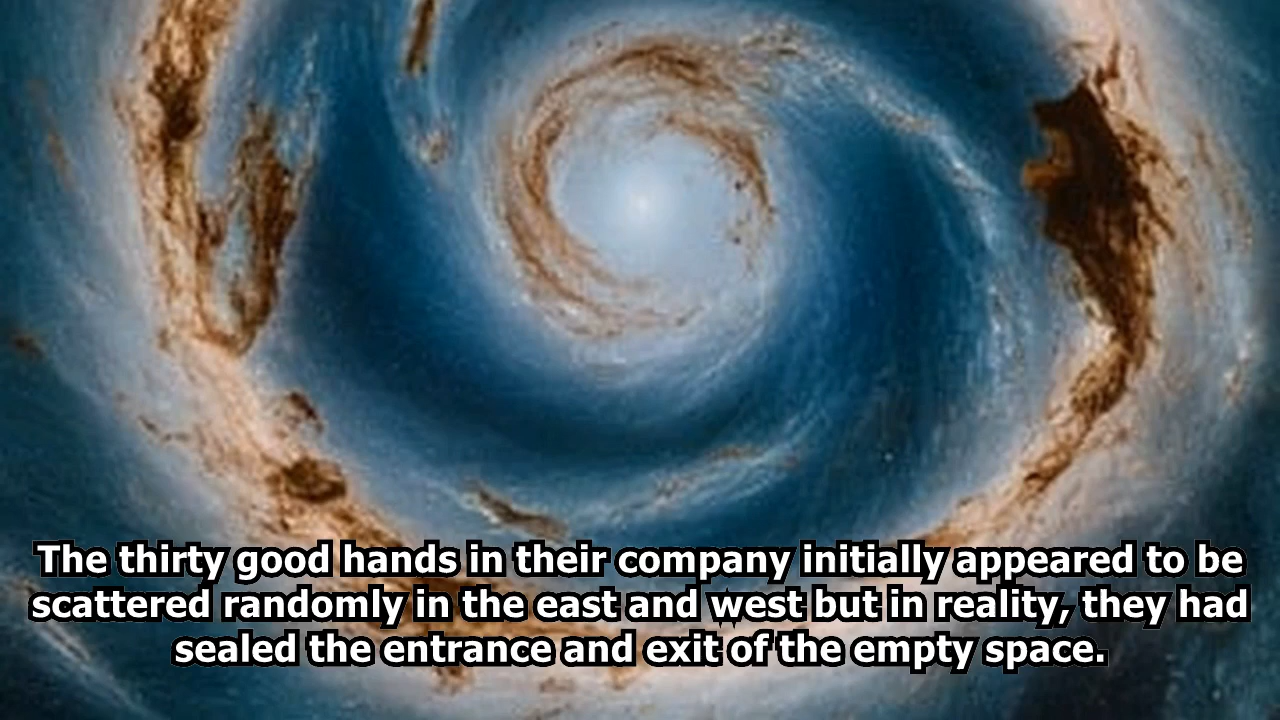 The thirty good hands in their company initially appeared to be
scattered randomly in the east and west but in reality, they had
sealed the entrance and exit of the empty space.